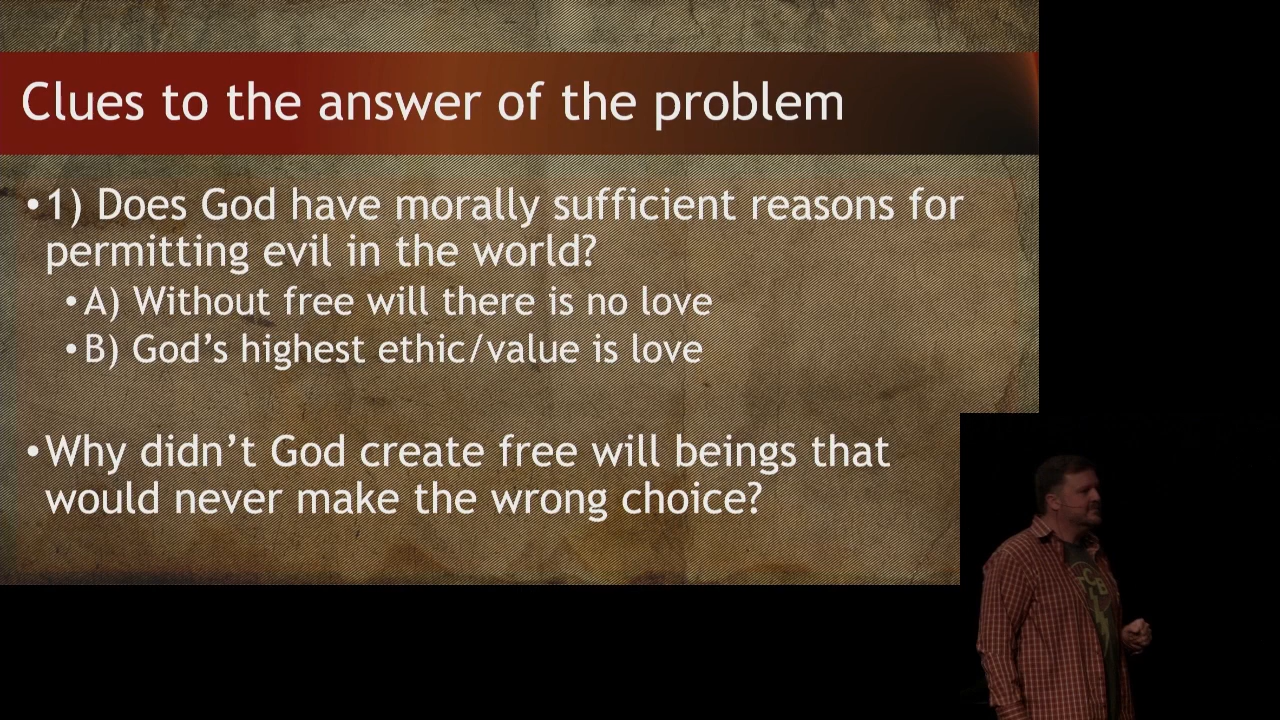 Clues to the answer of the problem
•1) Does God have morally sufficient reasons for
permitting evil in the world?
•A) Without free will there is no love
•B) God’s highest ethic/value is love
•Why didn’t God create free will beings that
would never make the wrong choice?